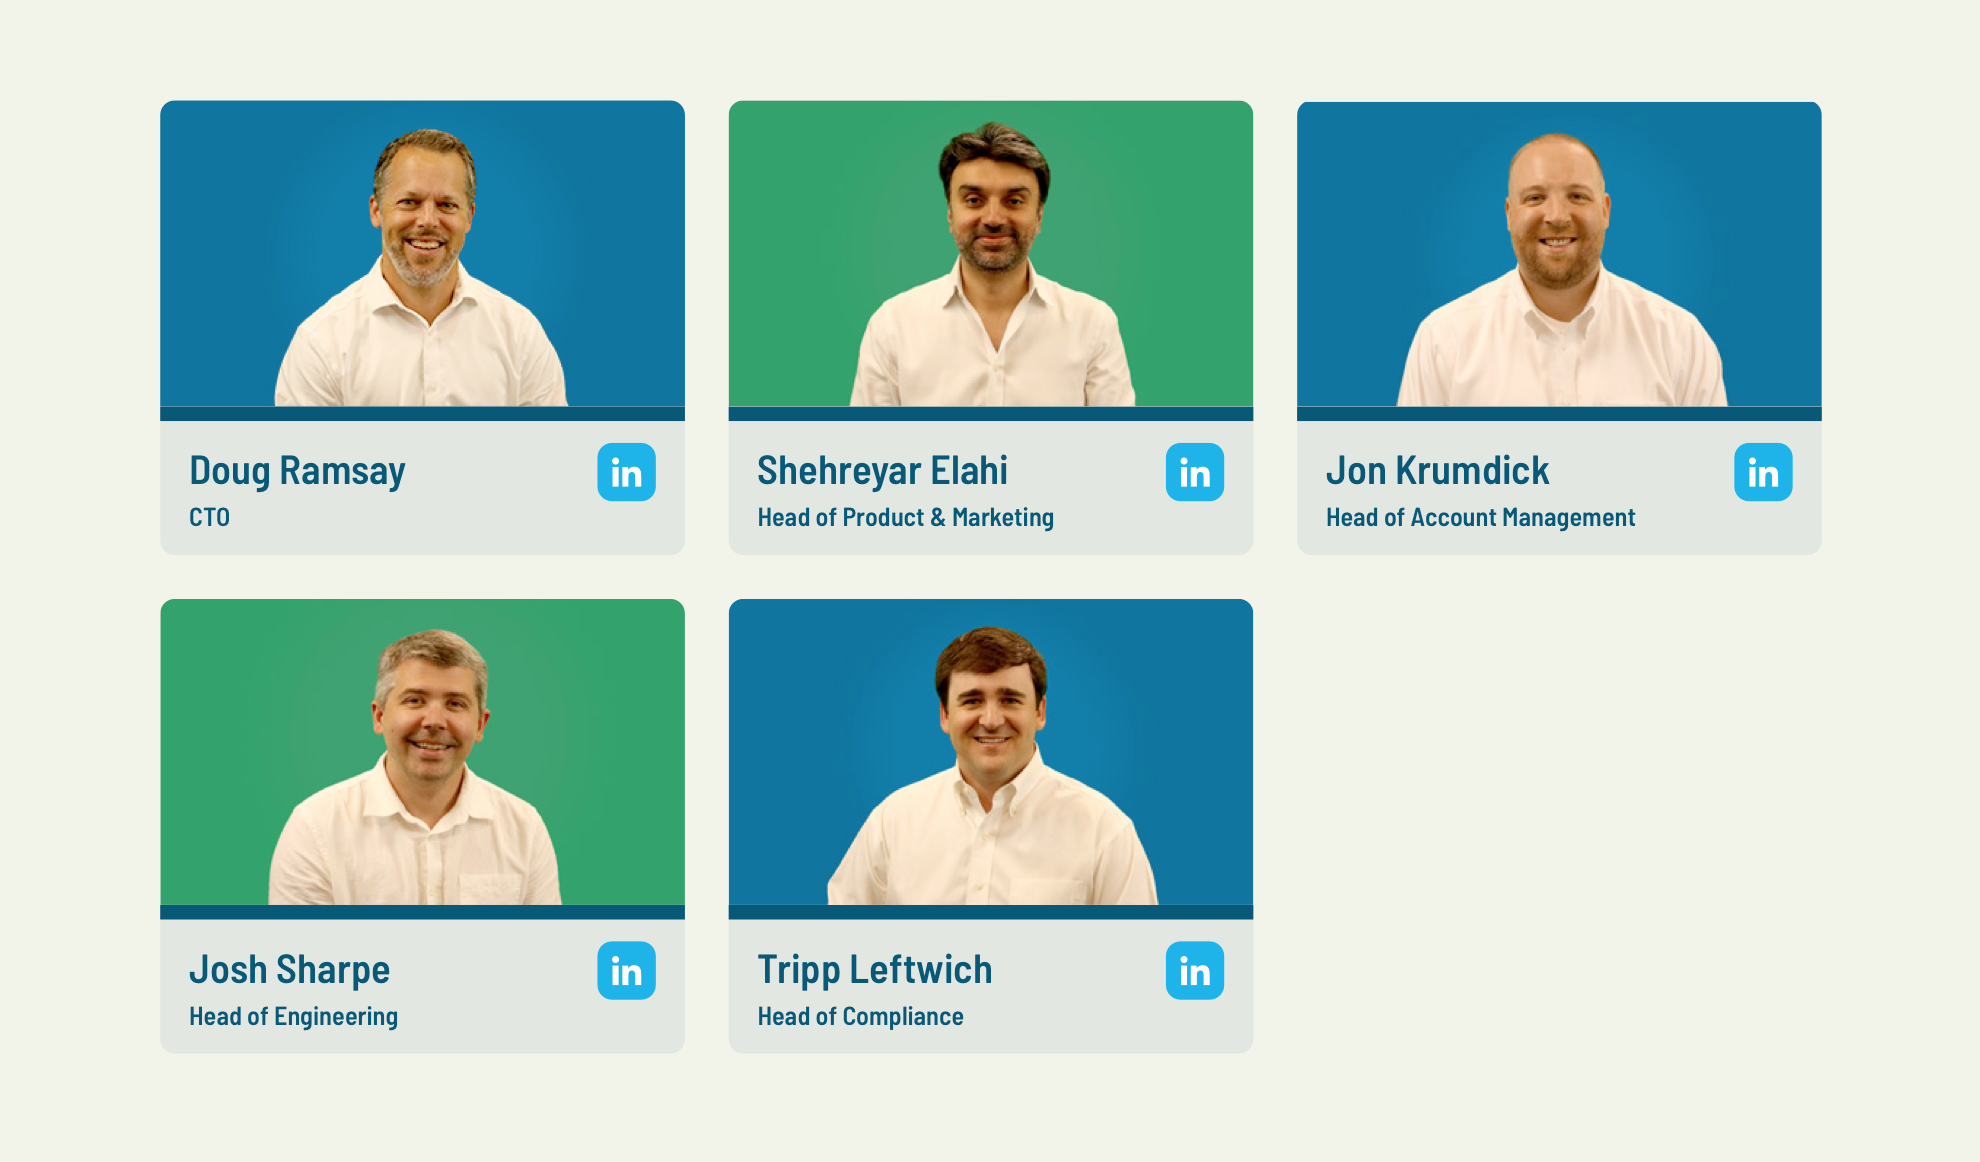 Doug Ramsay
in
CTO
Shehreyar Elahi
in
Head of Product & Marketing
Jon Krumdick
in
Head of Account Management
Josh Sharpe
in
Head of Engineering
Tripp Leftwich
in
Head of Compliance